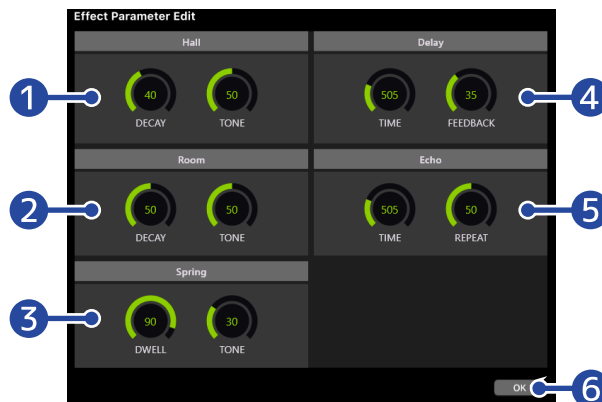 Effect Parameter Edit
Hall
Delay
1
40
50
505
35
4
DECAY
TONE
TIME
FEEDBACK
Room
Echo
2
50
50
505
50
5
DECAY
TONE
TIME
REPEAT
Spring
3
90
30
DWELL
TONE
OK
6